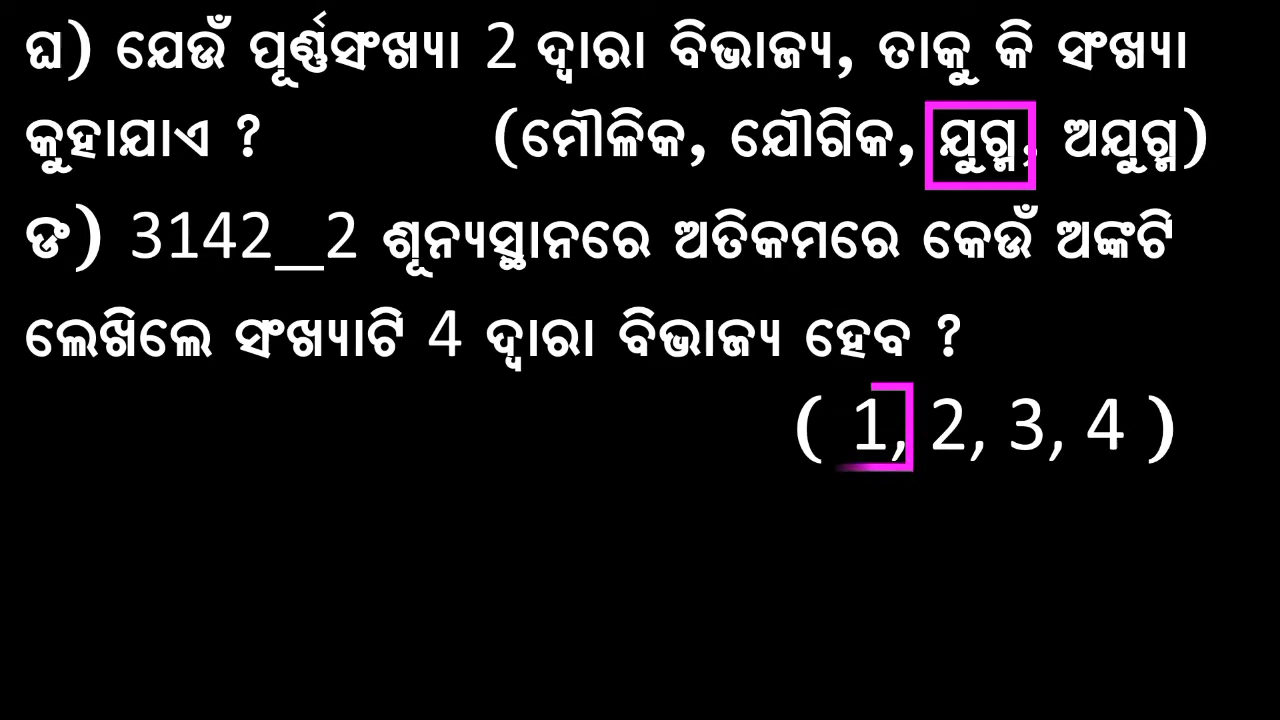 ଘ) ଯେଉଁ ପୂର୍ଣ୍ଣସଂଖ୍ୟା 2 ଦ୍ୱାରା ବିଭାଜ୍ୟ, ତାକୁ କି ସଂଖ୍ୟା
କୁହାଯାଏ ? (ମୌଳିକ, ଯୌଗିକ, ଯୁଗ୍ମ, ଅଯୁଗ୍ମ)
ଙ) 3142_2 ଶୂନ୍ୟସ୍ଥାନରେ ଅତିକମରେ କେଉଁ ଅଙ୍କଟି
ଲେଖିଲେ ସଂଖ୍ୟାଟି 4 ଦ୍ୱାରା ବିଭାଜ୍ୟ ହେବ ?
( 1, 2, 3, 4 )